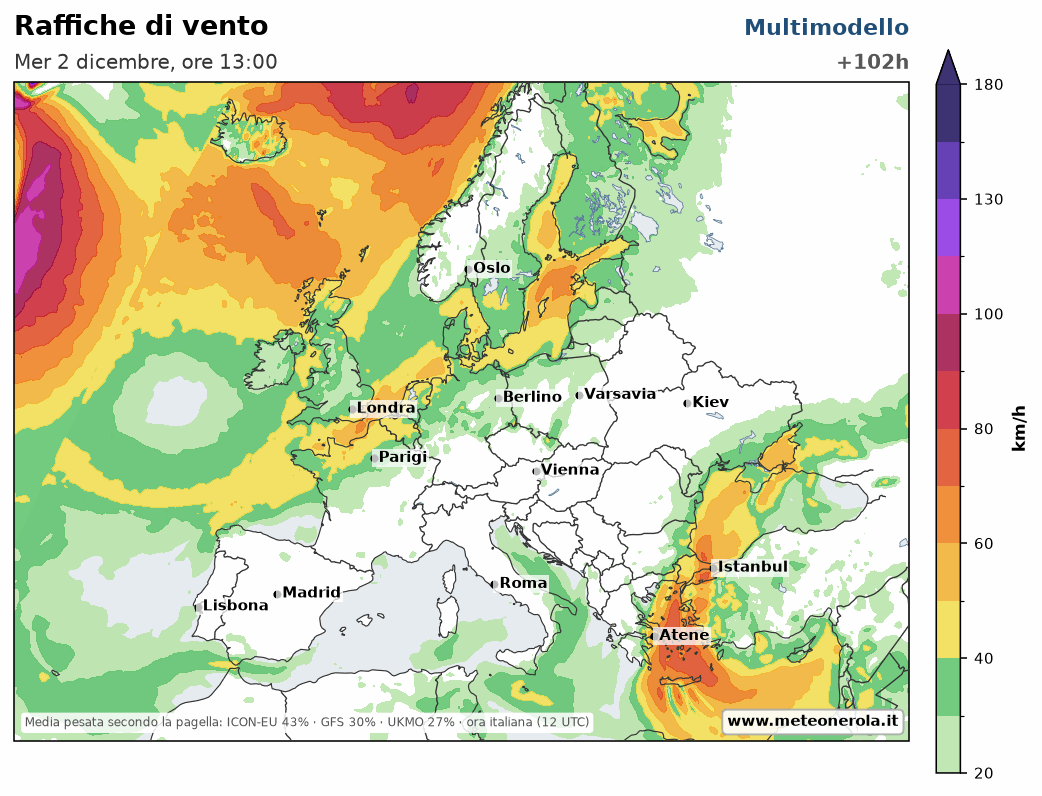 Raffiche di vento
Multimodello
Mer 2 dicembre, ore 13:00
+102h
180
130
100
80
60
40
20
km/h
Oslo
Londra
Berlino
Varsavia
Kiev
Parigi
Vienna
Istanbul
Roma
Madrid
Lisbona
Atene
Media pesata secondo la pagella: ICON-EU 43% · GFS 30% · UKMO 27% · ora italiana (12 UTC)
www.meteonerola.it